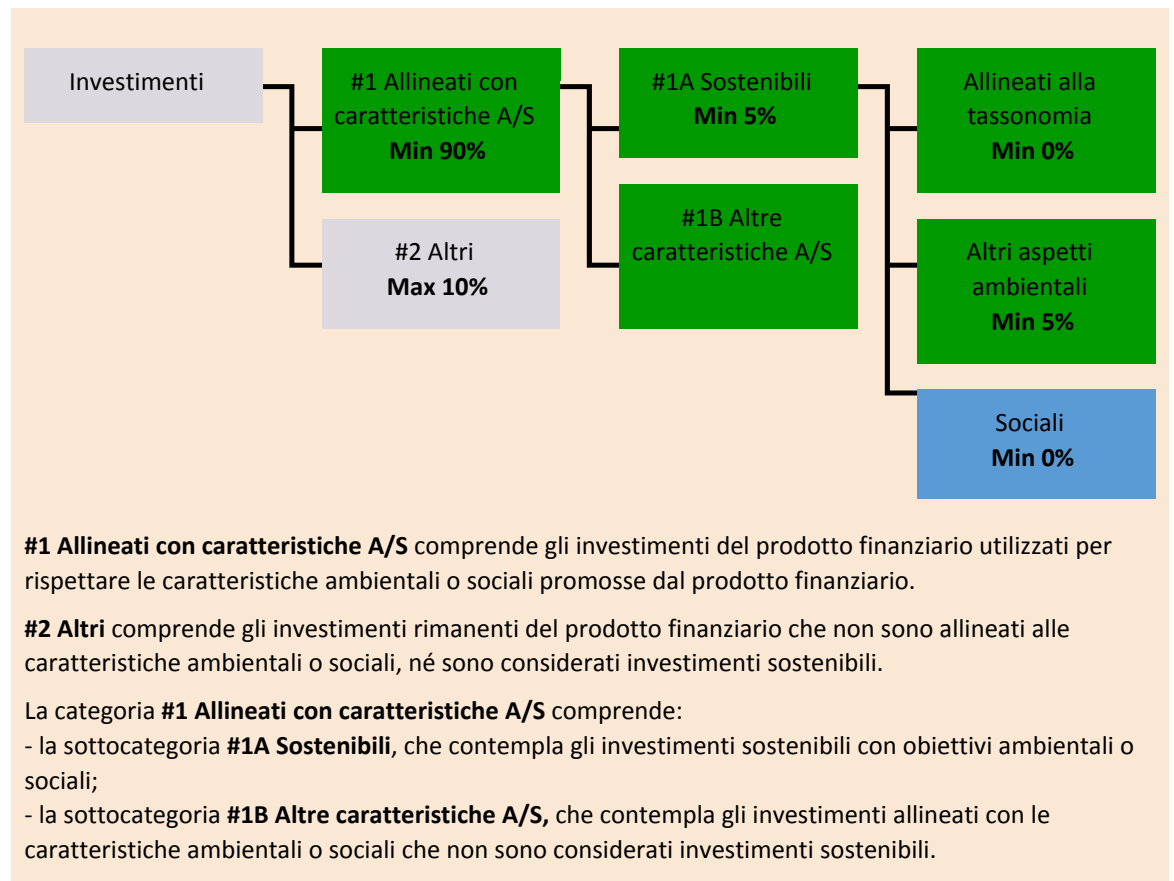 Investimenti
#1 Allineati con
caratteristiche A/S
Min 90%
#2 Altri
Max 10%
#1A Sostenibili
Min 5%
#1B Altre
caratteristiche A/S
Allineati alla
tassonomia
Min 0%
Altri aspetti
ambientali
Min 5%
Sociali
Min 0%
#1 Allineati con caratteristiche A/S comprende gli investimenti del prodotto finanziario utilizzati per
rispettare le caratteristiche ambientali o sociali promosse dal prodotto finanziario.
#2 Altri comprende gli investimenti rimanenti del prodotto finanziario che non sono allineati alle
caratteristiche ambientali o sociali, né sono considerati investimenti sostenibili.
La categoria #1 Allineati con caratteristiche A/S comprende:
- la sottocategoria #1A Sostenibili, che contempla gli investimenti sostenibili con obiettivi ambientali o
sociali;
- la sottocategoria #1B Altre caratteristiche A/S, che contempla gli investimenti allineati con le
caratteristiche ambientali o sociali che non sono considerati investimenti sostenibili.